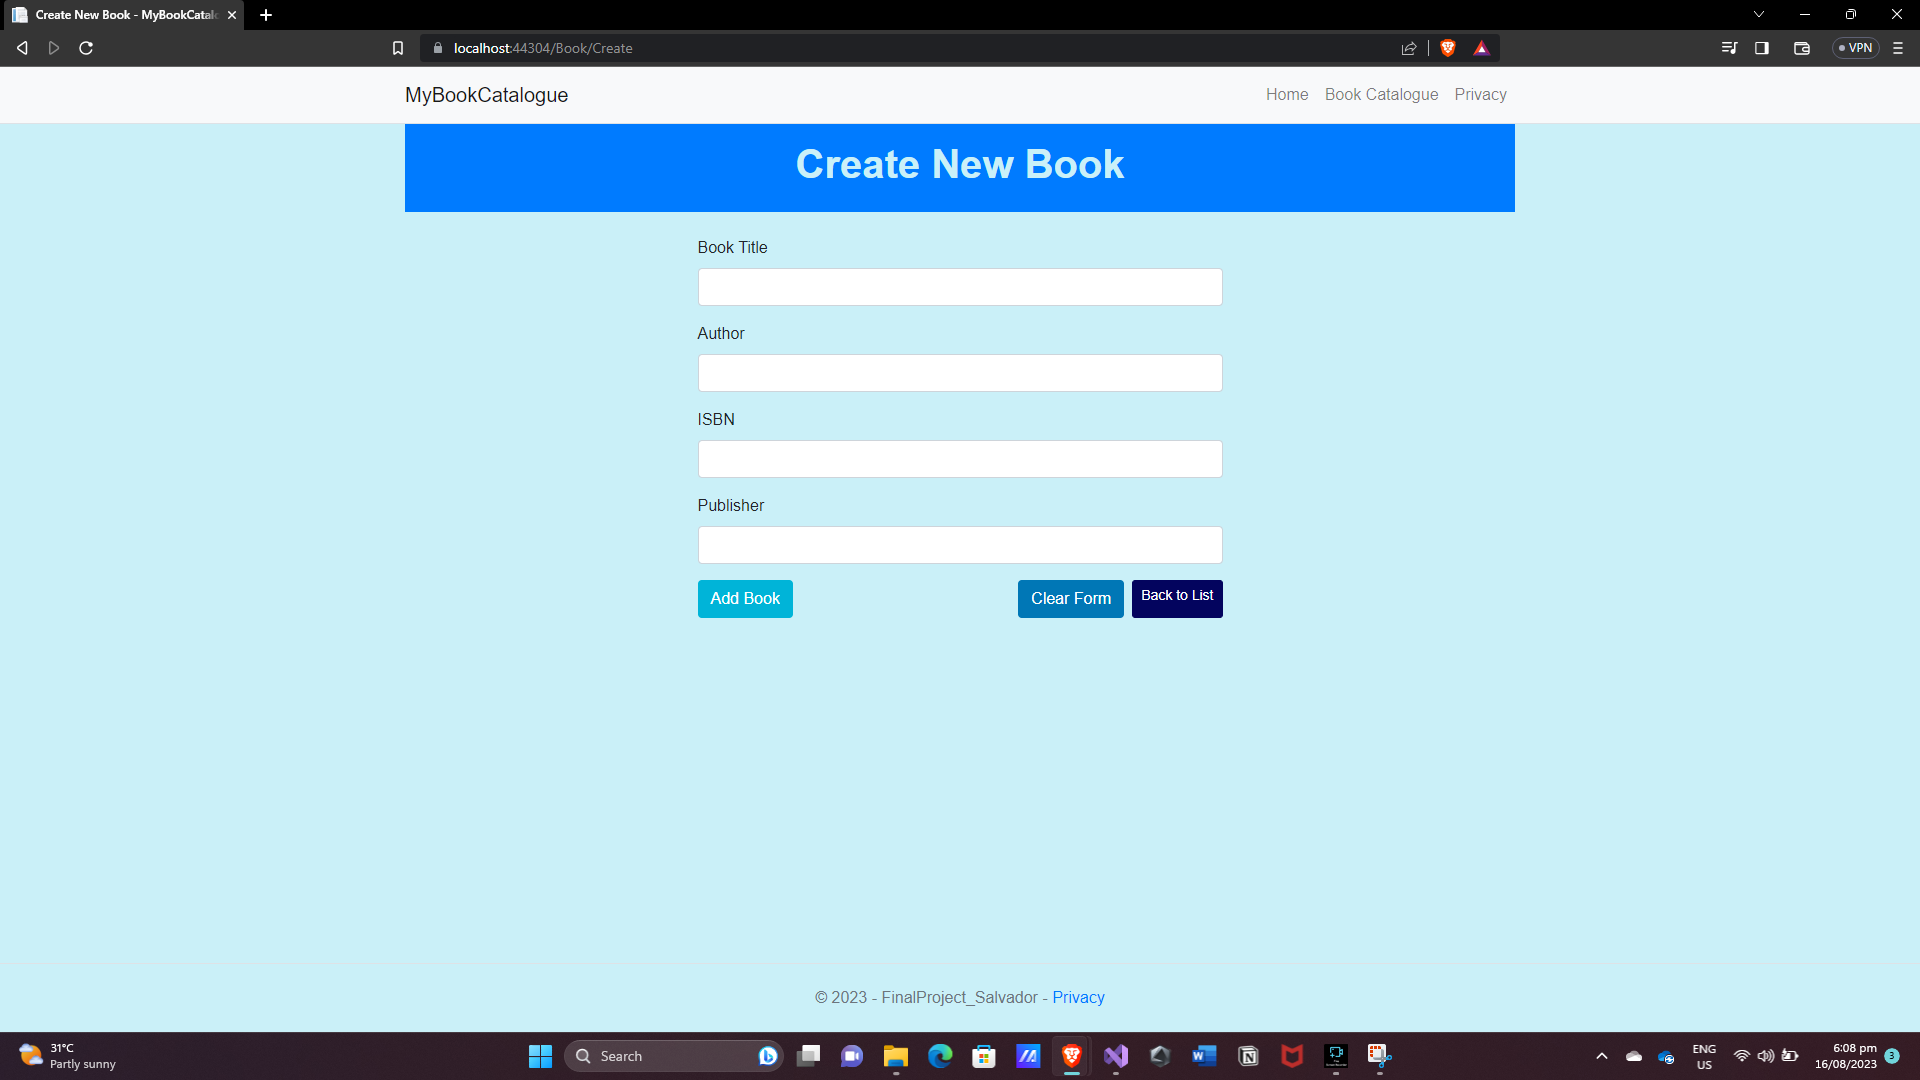 Create New Book - MyBookCatal
localhost:44304/Book/Create
VPN
MyBookCatalogue
Home Book Catalogue Privacy
Create New Book
Book Title
Author
ISBN
Publisher
Add Book Clear Form Back to List
© 2023 - FinalProject_Salvador - Privacy
31°C
Partly sunny
Search
ENG
US
6:08 pm
16/08/2023
3